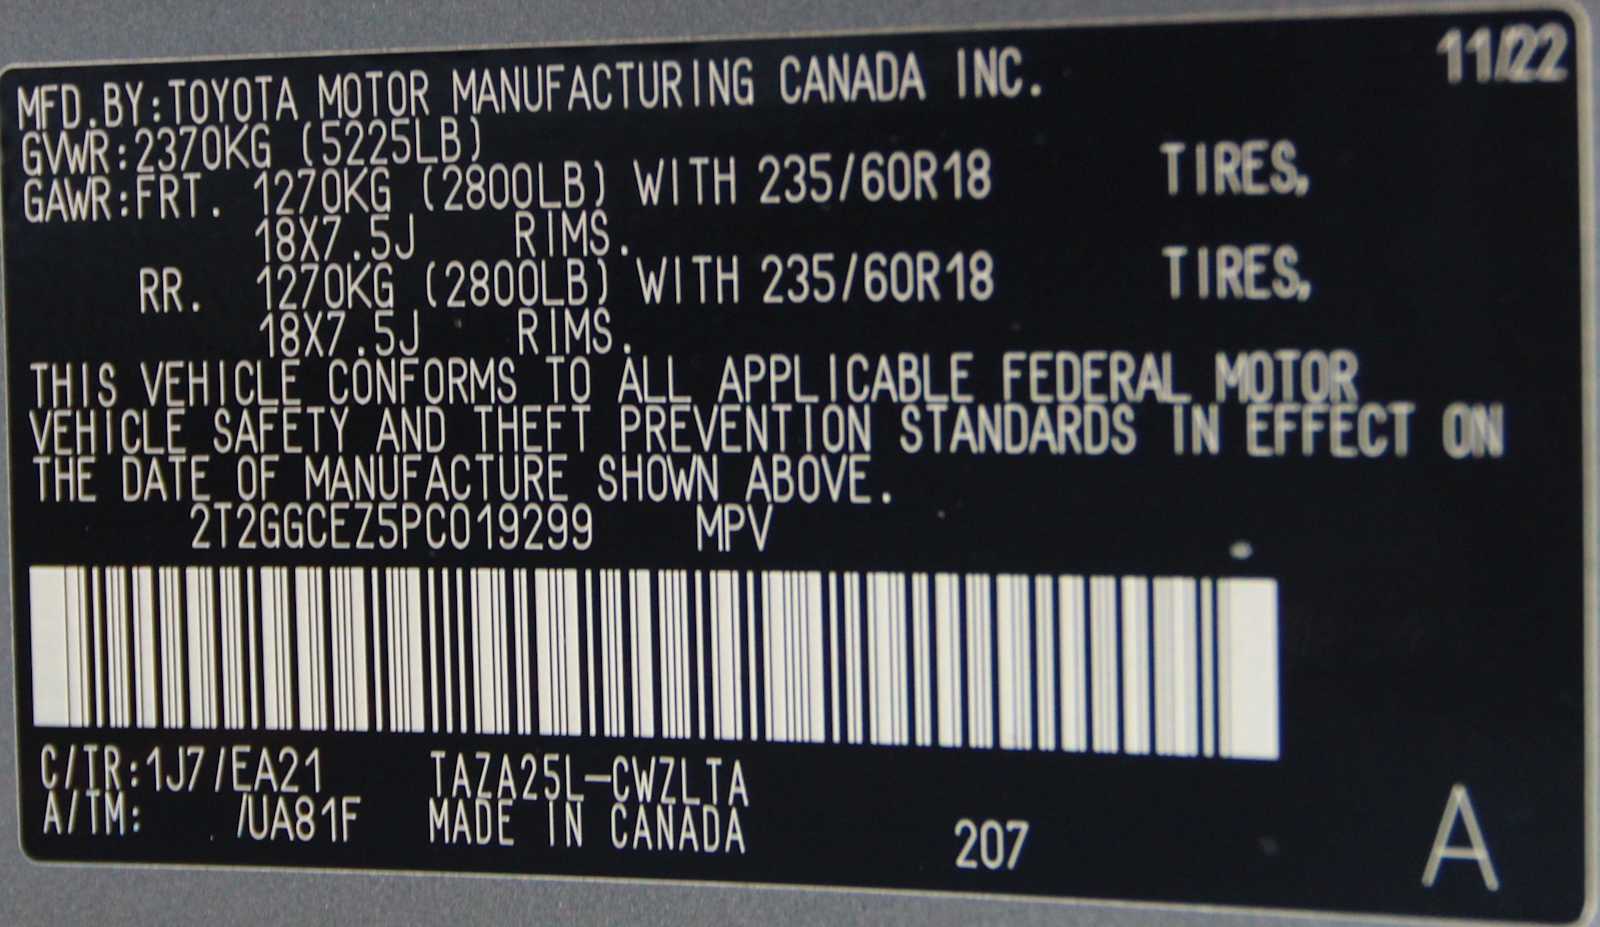 11/22
MFD.BY:TOYOTA MOTOR MANUFACTURING CANADA INC.
GVWR:2370KG (5225LB)
GAWR:FRT. 1270KG (2800LB) WITH 235/60R18 TIRES,
18X7.5J RIMS.
RR. 1270KG (2800LB) WITH 235/60R18 TIRES,
18X7.5J RIMS.
THIS VEHICLE CONFORMS TO ALL APPLICABLE FEDERAL MOTOR
VEHICLE SAFETY AND THEFT PREVENTION STANDARDS IN EFFECT ON
THE DATE OF MANUFACTURE SHOWN ABOVE.
2T2GGCEZ5PC019299 MPV
C/TR:1J7/EA21 TAZA25L-CWZLTA
A/TM: /UA81F MADE IN CANADA
207 A